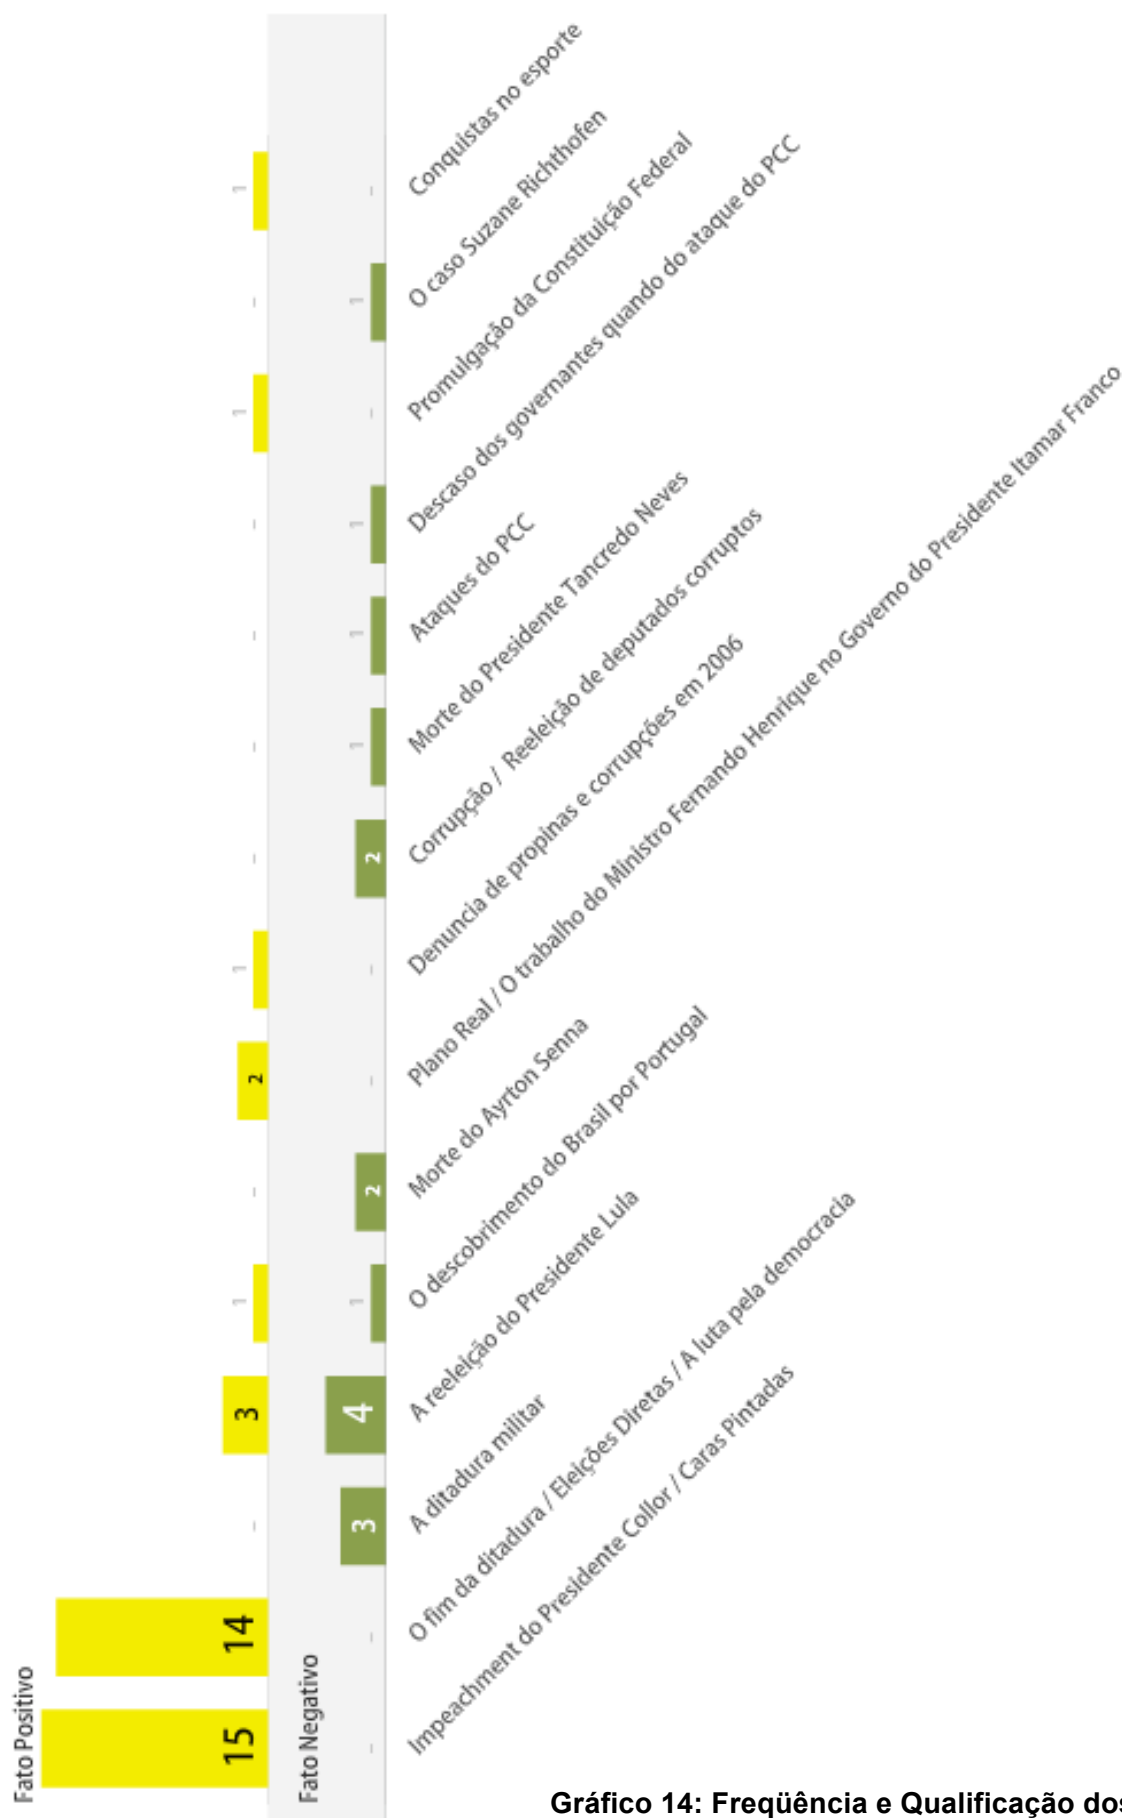 Fato Positivo
15
14
-
3
1
-
2
1
-
-
-
-
1
-
1
Fato Negativo
-
-
3
4
1
2
-
-
2
1
1
1
-
1
-
Impeachment do Presidente Collor / Caras Pintadas
O fim da ditadura / Eleições Diretas / A luta pela democracia
A ditadura militar
A reeleição do Presidente Lula
O descobrimento do Brasil por Portugal
Morte do Ayrton Senna
Plano Real / O trabalho do Ministro Fernando Henrique no Governo do Presidente Itamar Franco
Denuncia de propinas e corrupções em 2006
Corrupção / Reeleição de deputados corruptos
Morte do Presidente Tancredo Neves
Ataques do PCC
Descaso dos governantes quando do ataque do PCC
Promulgação da Constituição Federal
O caso Suzane Richthofen
Conquistas no esporte
Gráfico 14: Freqüência e Qualificação dos